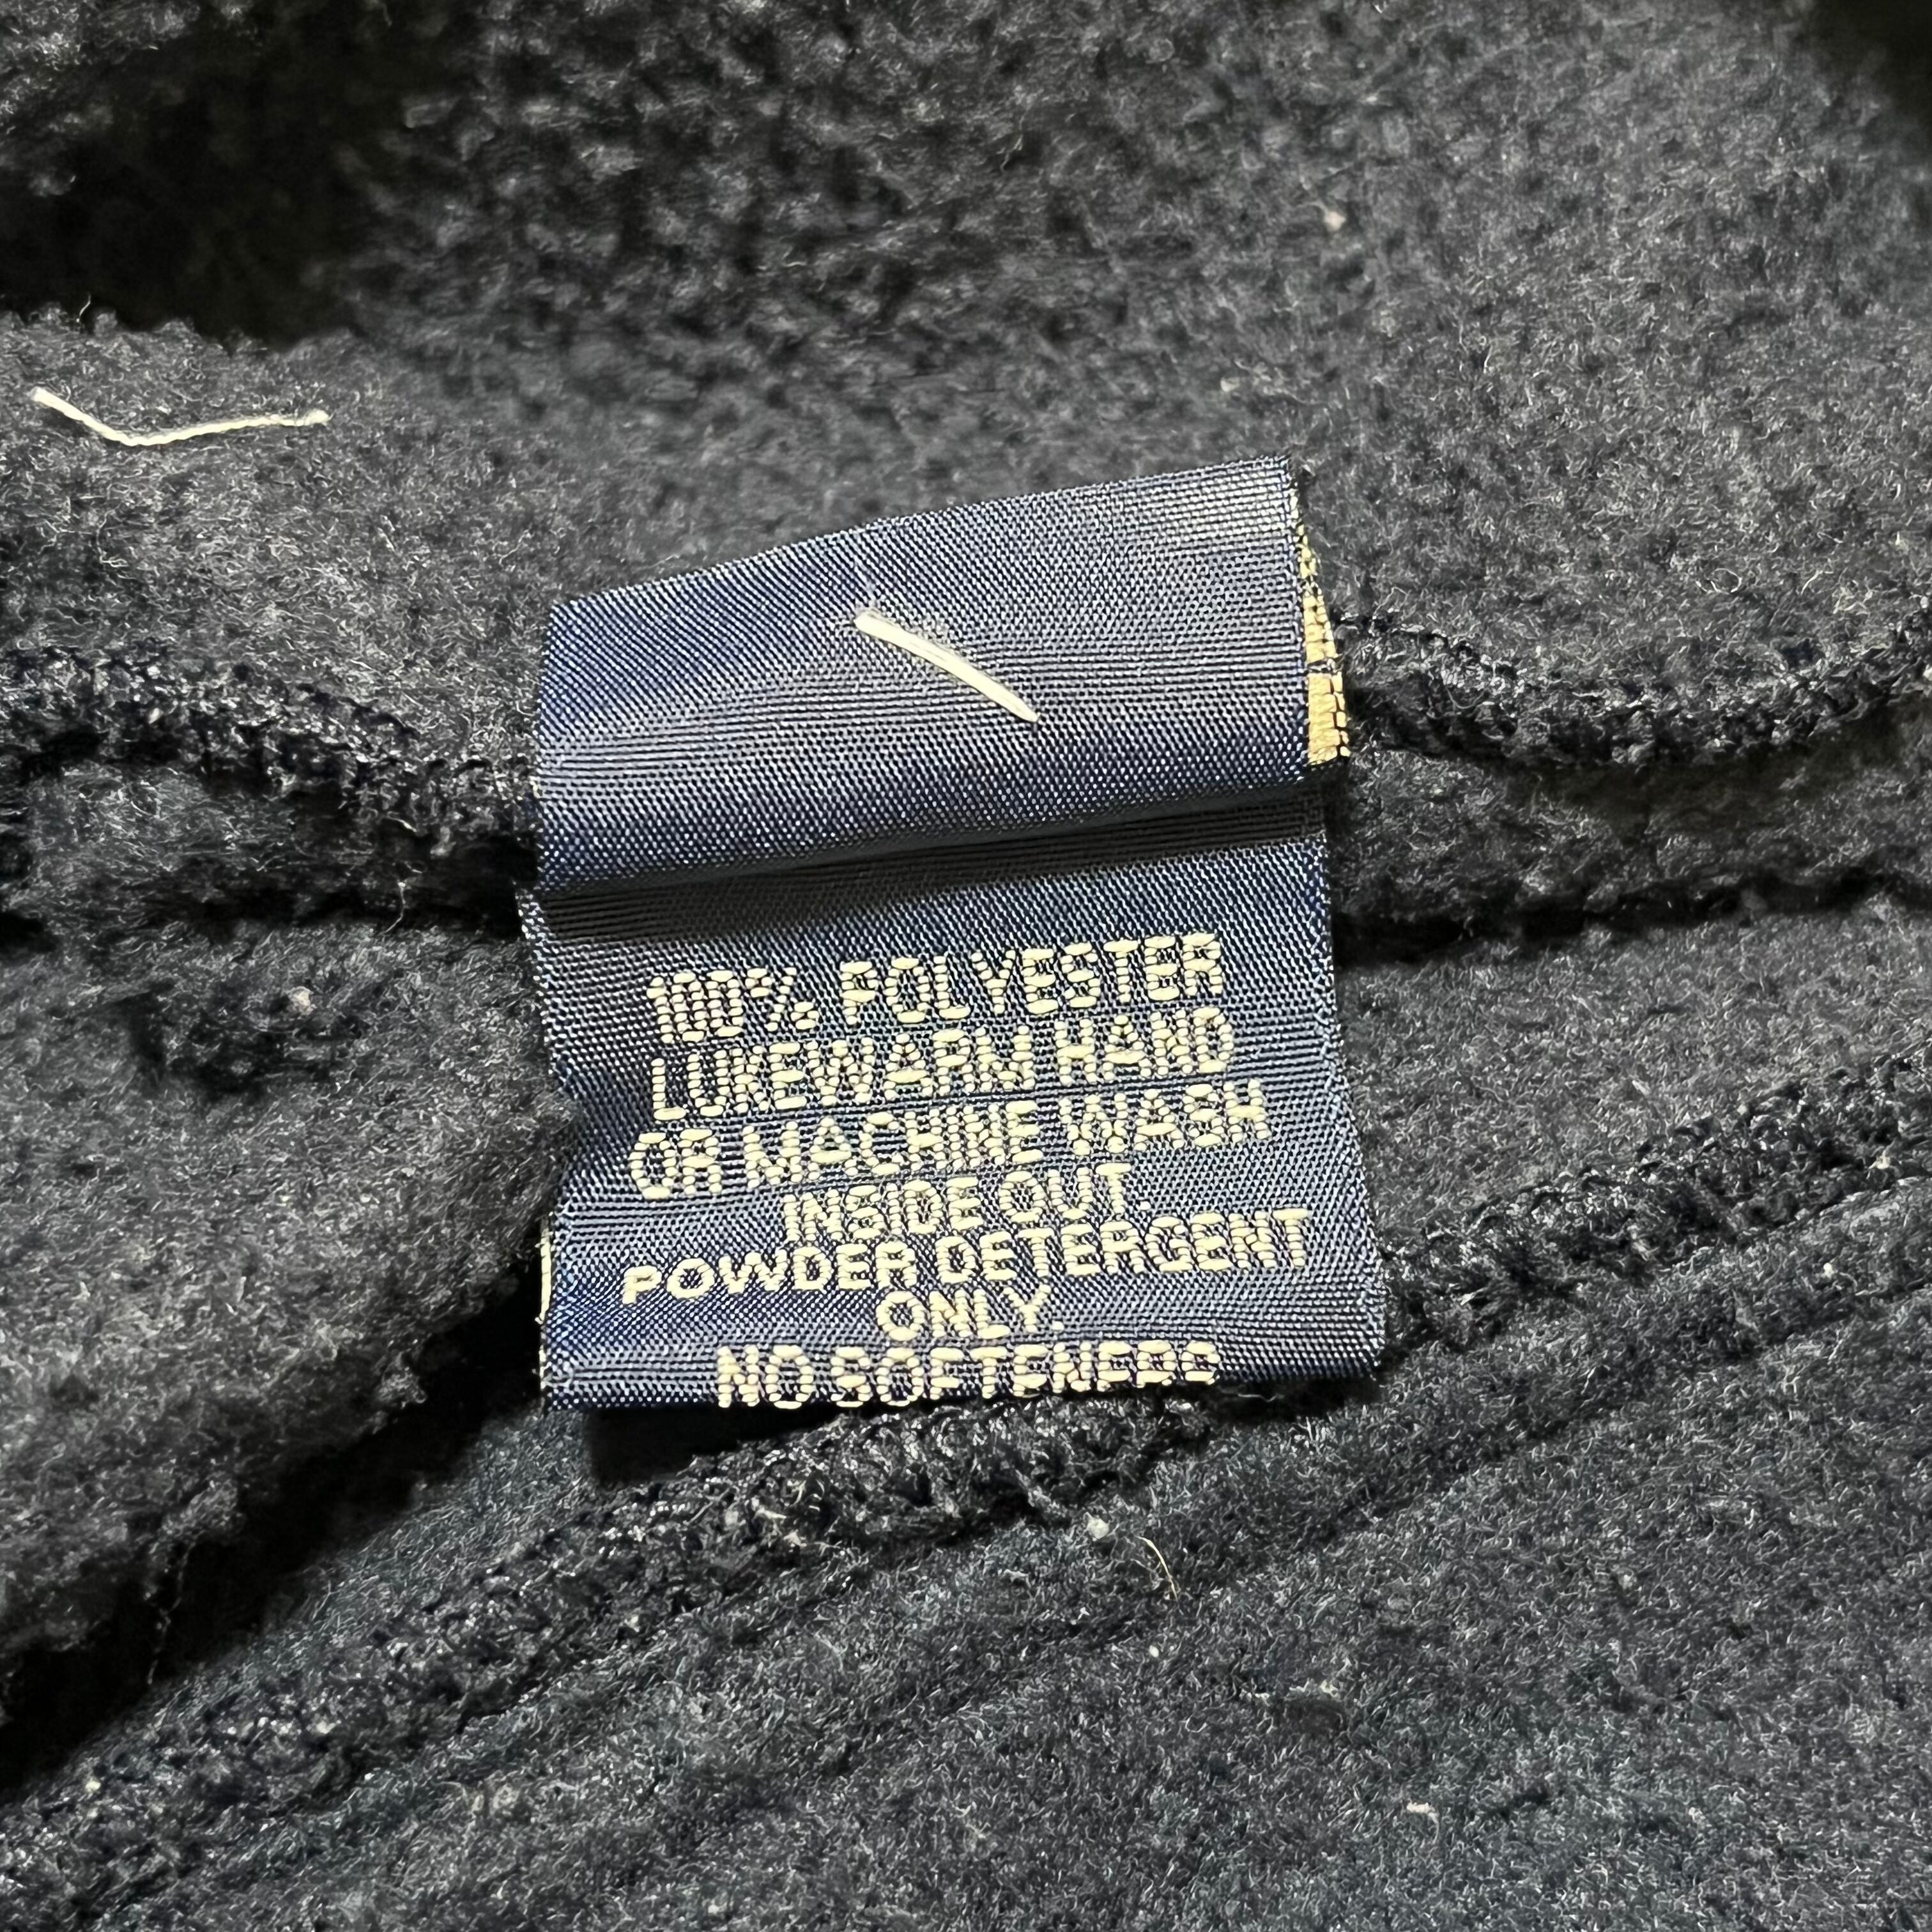 100% POLYESTER
LUKEWARM HAND
OR MACHINE WASH
INSIDE OUT.
POWDER DETERGENT
ONLY.
NO SOFTENERS